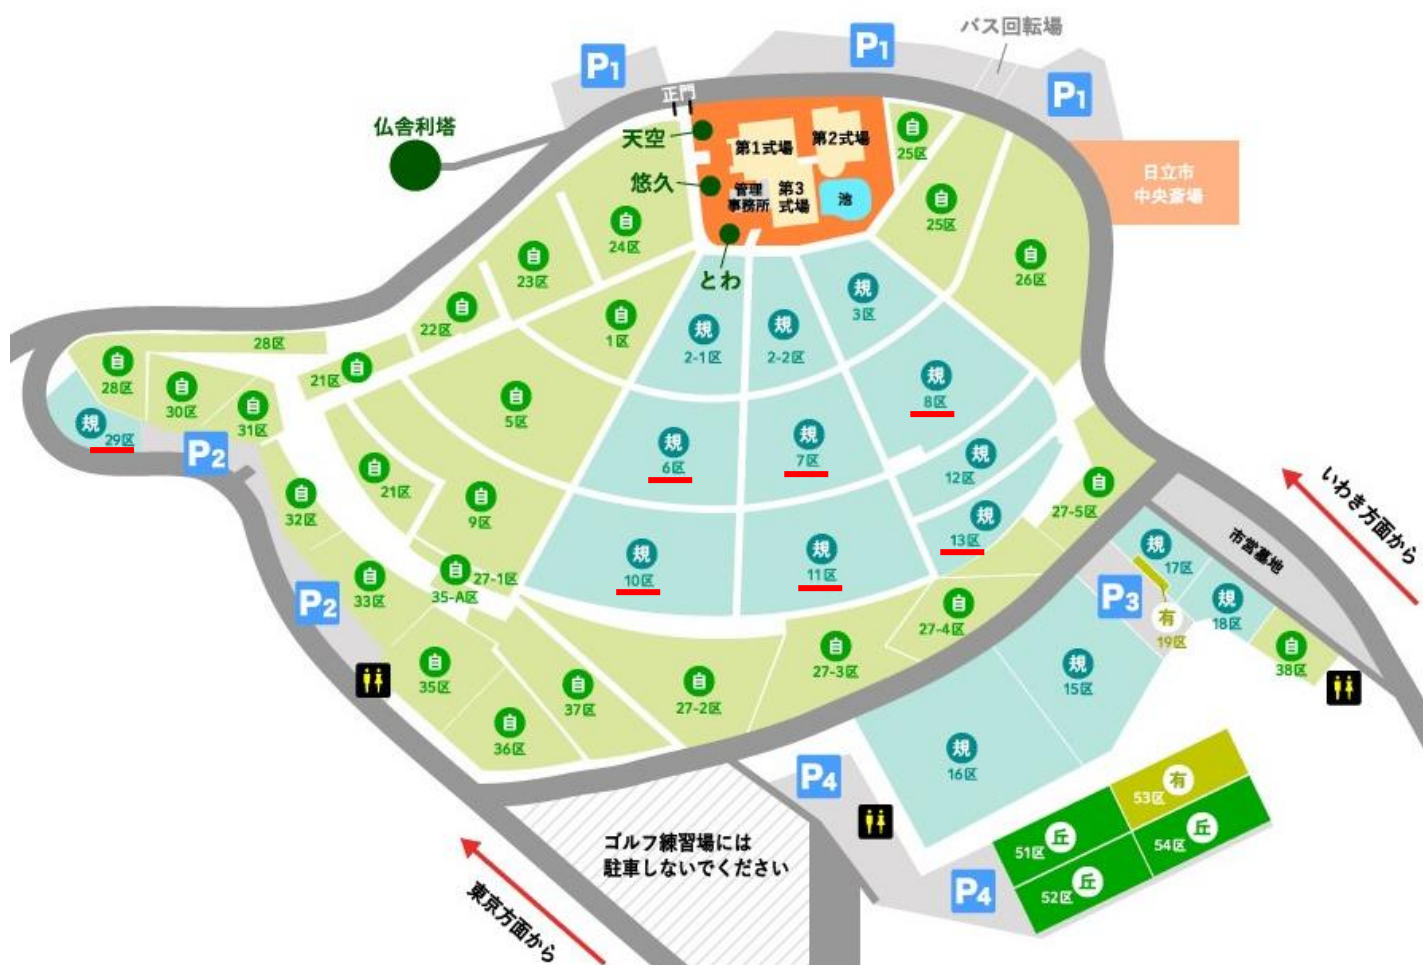 バス回転場
P1
P1
P1
正門
仏舎利塔
天空
第1式場
第2式場
自
25区
日立市
中央斎場
悠久
管理
事務所
第3
式場
池
自
25区
自
24区
とわ
自
23区
自
26区
自
22区
自
1区
規
2-1区
規
2-2区
規
3区
28区
自
28区
自
21区
自
30区
自
31区
自
5区
規
8区
規
29区
P2
規
6区
規
7区
規
12区
自
21区
自
32区
自
9区
規
13区
自
27-5区
いわき方面から
市営墓地
規
10区
規
11区
規
17区
自
33区
自
35-A区
27-1区
P2
P3
規
18区
有
19区
自
27-4区
自
38区
自
35区
自
37区
自
27-2区
自
27-3区
規
15区
自
36区
規
16区
P4
有
53区
丘
51区
丘
54区
丘
52区
P4
ゴルフ練習場には
駐車しないでください
東京方面から